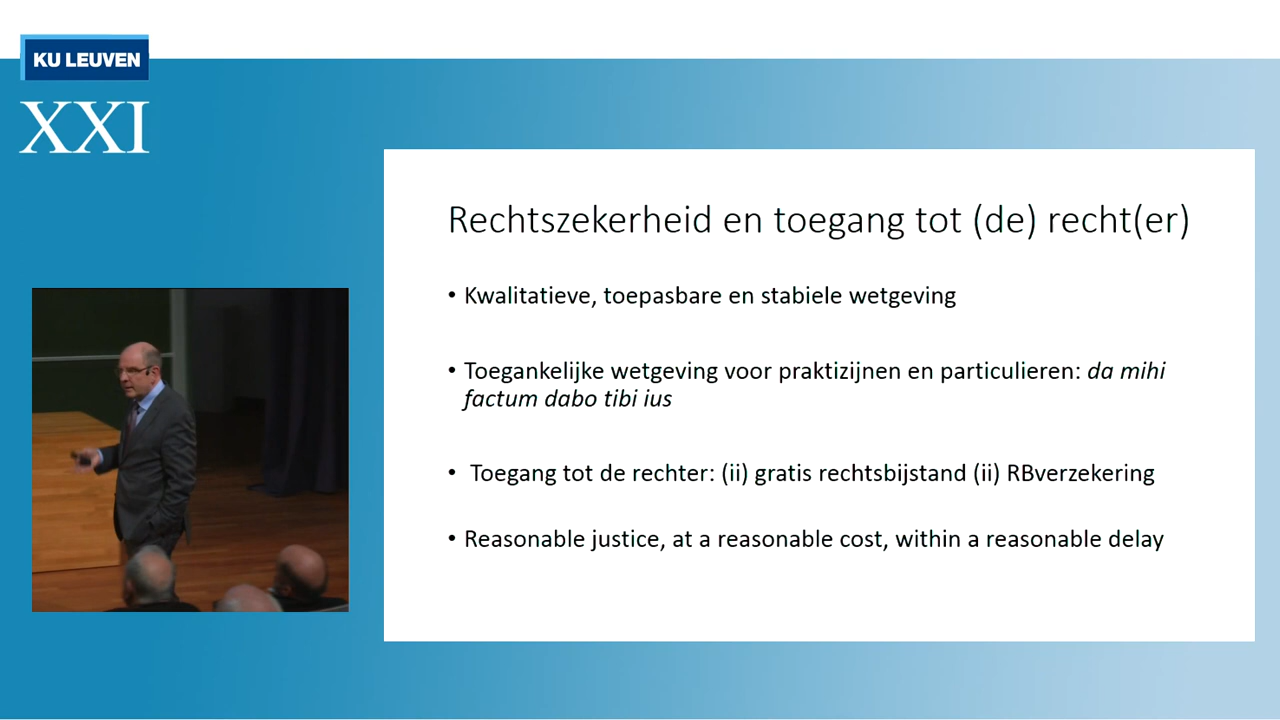 KU LEUVEN
XXI
Rechtszekerheid en toegang tot (de) recht(er)
• Kwalitatieve, toepasbare en stabiele wetgeving
• Toegankelijke wetgeving voor praktizijnen en particulieren: da mihi
factum dabo tibi ius
• Toegang tot de rechter: (ii) gratis rechtsbijstand (ii) RBverzekering
• Reasonable justice, at a reasonable cost, within a reasonable delay